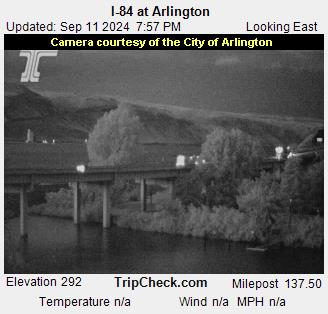 I-84 at Arlington
Updated: Sep 11 2024 7:57 PM Looking East
Camera courtesy of the City of Arlington
Elevation 292 TripCheck.com Milepost 137.50
Temperature n/a Wind n/a MPH n/a